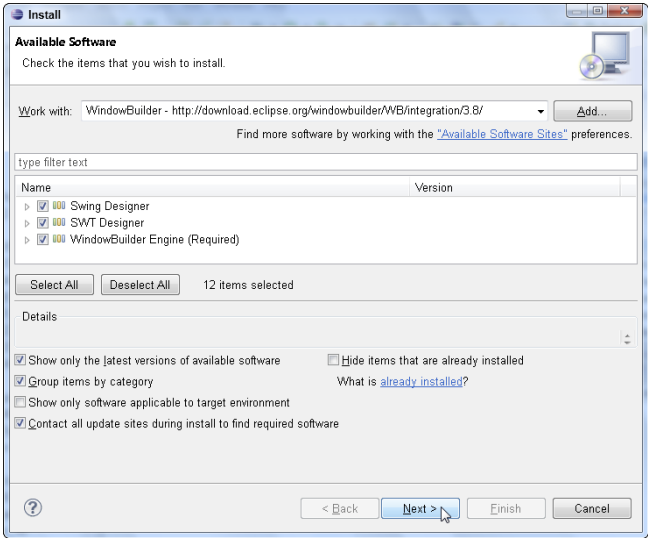 Install
Available Software
Check the items that you wish to install.
Work with: WindowBuilder - http://download.eclipse.org/windowbuilder/WB/integration/3.8/ Add...
Find more software by working with the "Available Software Sites" preferences.
type filter text
Name Version
Swing Designer
SWT Designer
WindowBuilder Engine (Required)
Select All Deselect All 12 items selected
Details
Show only the latest versions of available software Hide items that are already installed
Group items by category What is already installed?
Show only software applicable to target environment
Contact all update sites during install to find required software
? < Back Next > Finish Cancel